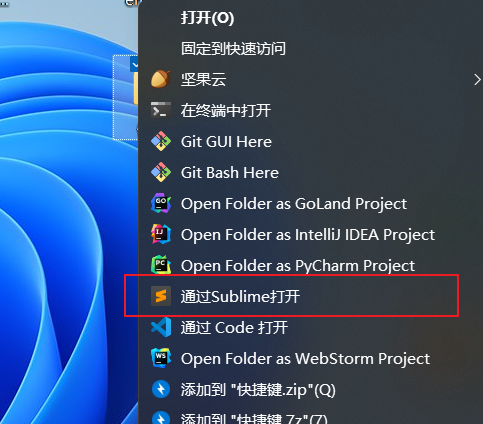 打开(O)
固定到快速访问
坚果云
在终端中打开
Git GUI Here
Git Bash Here
Open Folder as GoLand Project
Open Folder as IntelliJ IDEA Project
Open Folder as PyCharm Project
通过Sublime打开
通过 Code 打开
Open Folder as WebStorm Project
添加到 "快捷键.zip"(Q)
添加到 "快捷键.7z"(7)